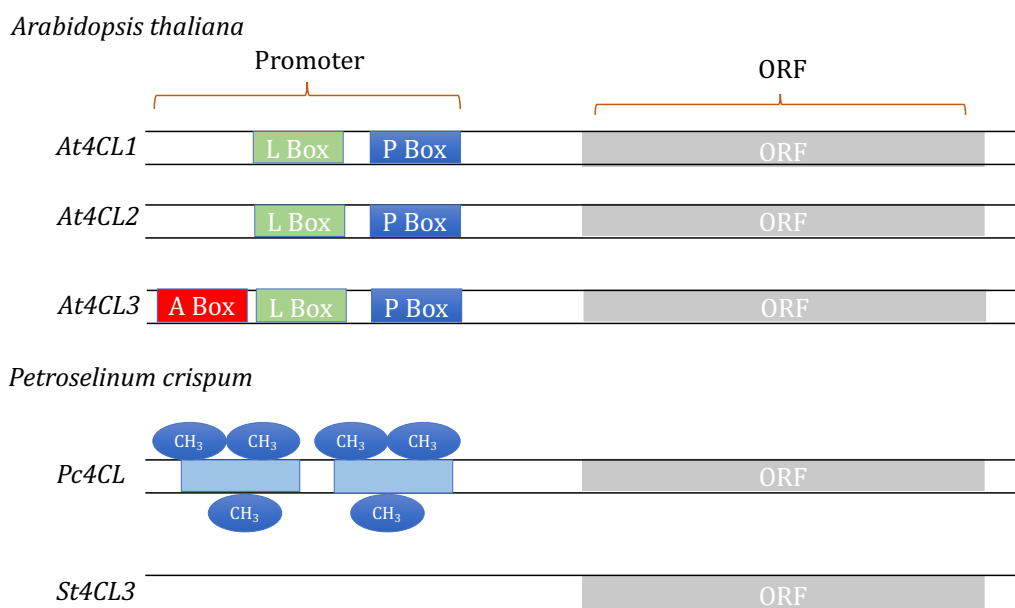 Arabidopsis thaliana
Promoter
ORF
At4CL1 L Box P Box ORF
At4CL2 L Box P Box ORF
At4CL3 A Box L Box P Box ORF
Petroselinum crispum
CH₃ CH₃ CH₃ CH₃
Pc4CL ORF
CH₃ CH₃
St4CL3 ORF